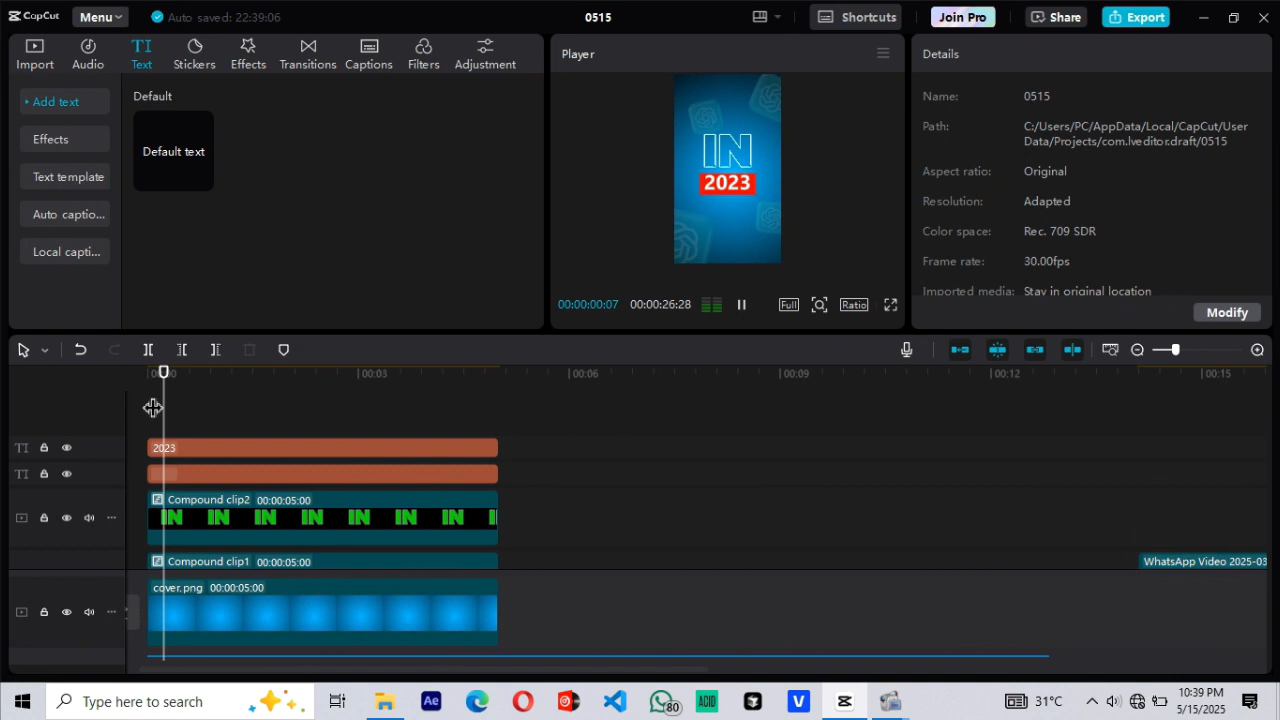 CapCut
Menu
Auto saved: 22:39:06
0515
Shortcuts
Join Pro
Share
Export
Import
Audio
TI
Text
Stickers
Effects
Transitions
Captions
Filters
Adjustment
Add text
Effects
Text template
Auto captio...
Local capti...
Default
Default text
Player
IN
2023
00:00:00:07
00:00:26:28
Full
Ratio
Details
Name: 0515
Path: C:/Users/PC/AppData/Local/CapCut/User
Data/Projects/com.lveditor.draft/0515
Aspect ratio: Original
Resolution: Adapted
Color space: Rec. 709 SDR
Frame rate: 30.00fps
Imported media: Stay in original location
Modify
00:03
00:06
00:09
00:12
00:15
TI
2023
TI
Compound clip2 00:00:05:00
IN IN IN IN IN IN IN
Compound clip1 00:00:05:00
WhatsApp Video 2025-03
cover.png 00:00:05:00
Type here to search
Ae
80
ACID
V
31°C
10:39 PM
5/15/2025